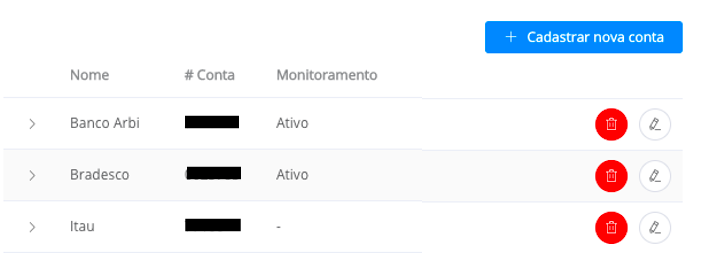 Cadastrar nova conta
Nome # Conta Monitoramento
Banco Arbi Ativo
Bradesco Ativo
Itau -